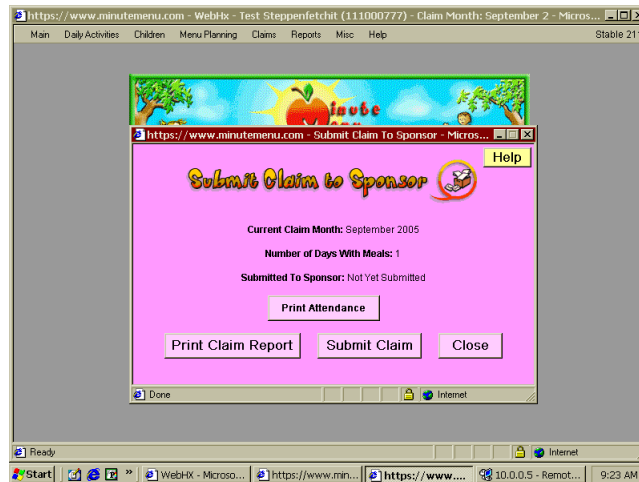 https://www.minutemenu.com - WebHx - Test Steppenfetchit (111000777) - Claim Month: September 2 - Micros...
Main Daily Activities Children Menu Planning Claims Reports Misc Help Stable 21
Minute
https://www.minutemenu.com - Submit Claim To Sponsor - Micros...
Help
Submit Claim to Sponsor
Current Claim Month: September 2005
Number of Days With Meals: 1
Submitted To Sponsor: Not Yet Submitted
Print Attendance
Print Claim Report Submit Claim Close
Done Internet
Ready Internet
Start » WebHX - Microso... https://www.min... https://www.... 10.0.0.5 - Remot... 9:23 AM